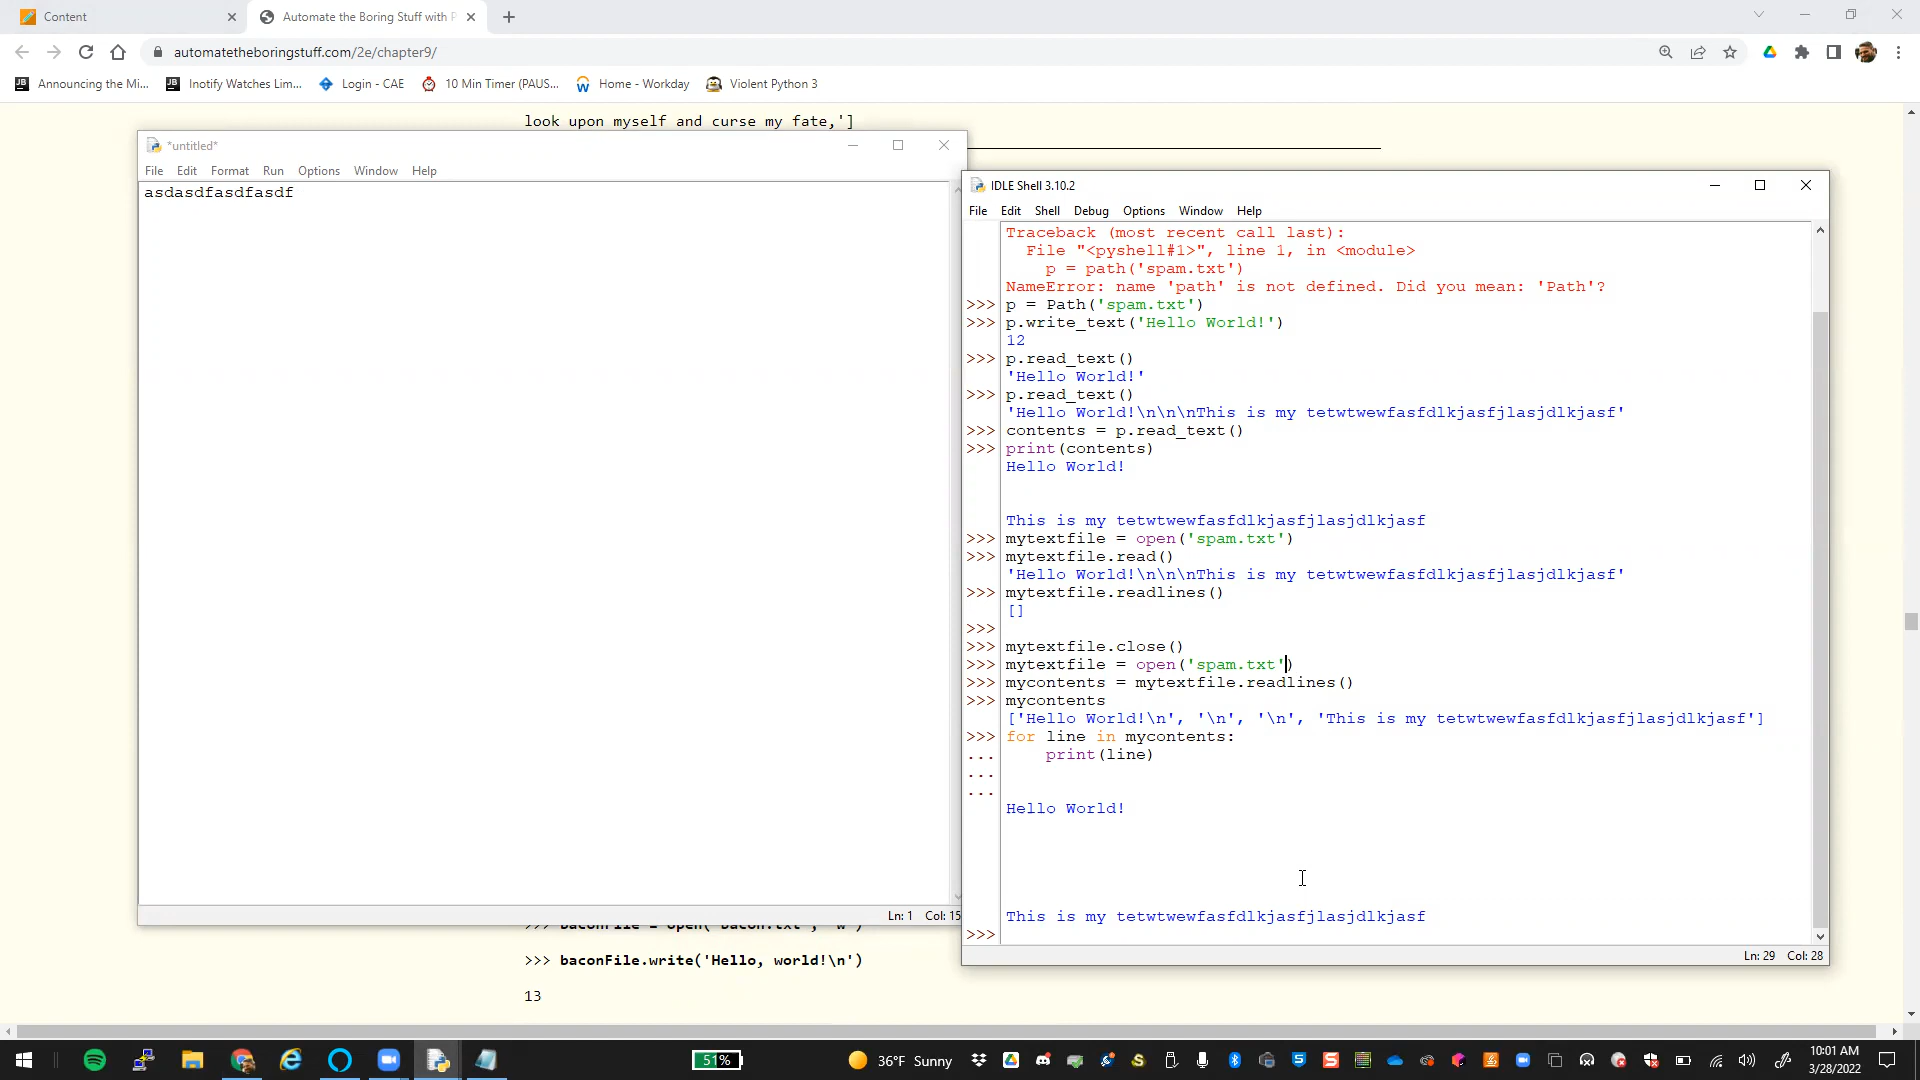 Content
Automate the Boring Stuff with P
automatetheboringstuff.com/2e/chapter9/
Announcing the Mi...
Inotify Watches Lim...
Login - CAE
10 Min Timer (PAUS...
Home - Workday
Violent Python 3
look upon myself and curse my fate,']
*untitled*
File Edit Format Run Options Window Help
asdasdfasdfasdf
Ln: 1 Col: 15
IDLE Shell 3.10.2
File Edit Shell Debug Options Window Help
Traceback (most recent call last):
File "<pyshell#1>", line 1, in <module>
p = path('spam.txt')
NameError: name 'path' is not defined. Did you mean: 'Path'?
>>> p = Path('spam.txt')
>>> p.write_text('Hello World!')
12
>>> p.read_text()
'Hello World!'
>>> p.read_text()
'Hello World!\n\n\nThis is my tetwtwewfasfdlkjasfjlasjdlkjasf'
>>> contents = p.read_text()
>>> print(contents)
Hello World!
This is my tetwtwewfasfdlkjasfjlasjdlkjasf
>>> mytextfile = open('spam.txt')
>>> mytextfile.read()
'Hello World!\n\n\nThis is my tetwtwewfasfdlkjasfjlasjdlkjasf'
>>> mytextfile.readlines()
[]
>>>
>>> mytextfile.close()
>>> mytextfile = open('spam.txt')
>>> mycontents = mytextfile.readlines()
>>> mycontents
['Hello World!\n', '\n', '\n', 'This is my tetwtwewfasfdlkjasfjlasjdlkjasf']
>>> for line in mycontents:
... print(line)
...
...
Hello World!
This is my tetwtwewfasfdlkjasfjlasjdlkjasf
>>>
Ln: 29 Col: 28
>>> baconFile = open('bacon.txt', 'w')
>>> baconFile.write('Hello, world!\n')
13
51%
36°F Sunny
10:01 AM
3/28/2022